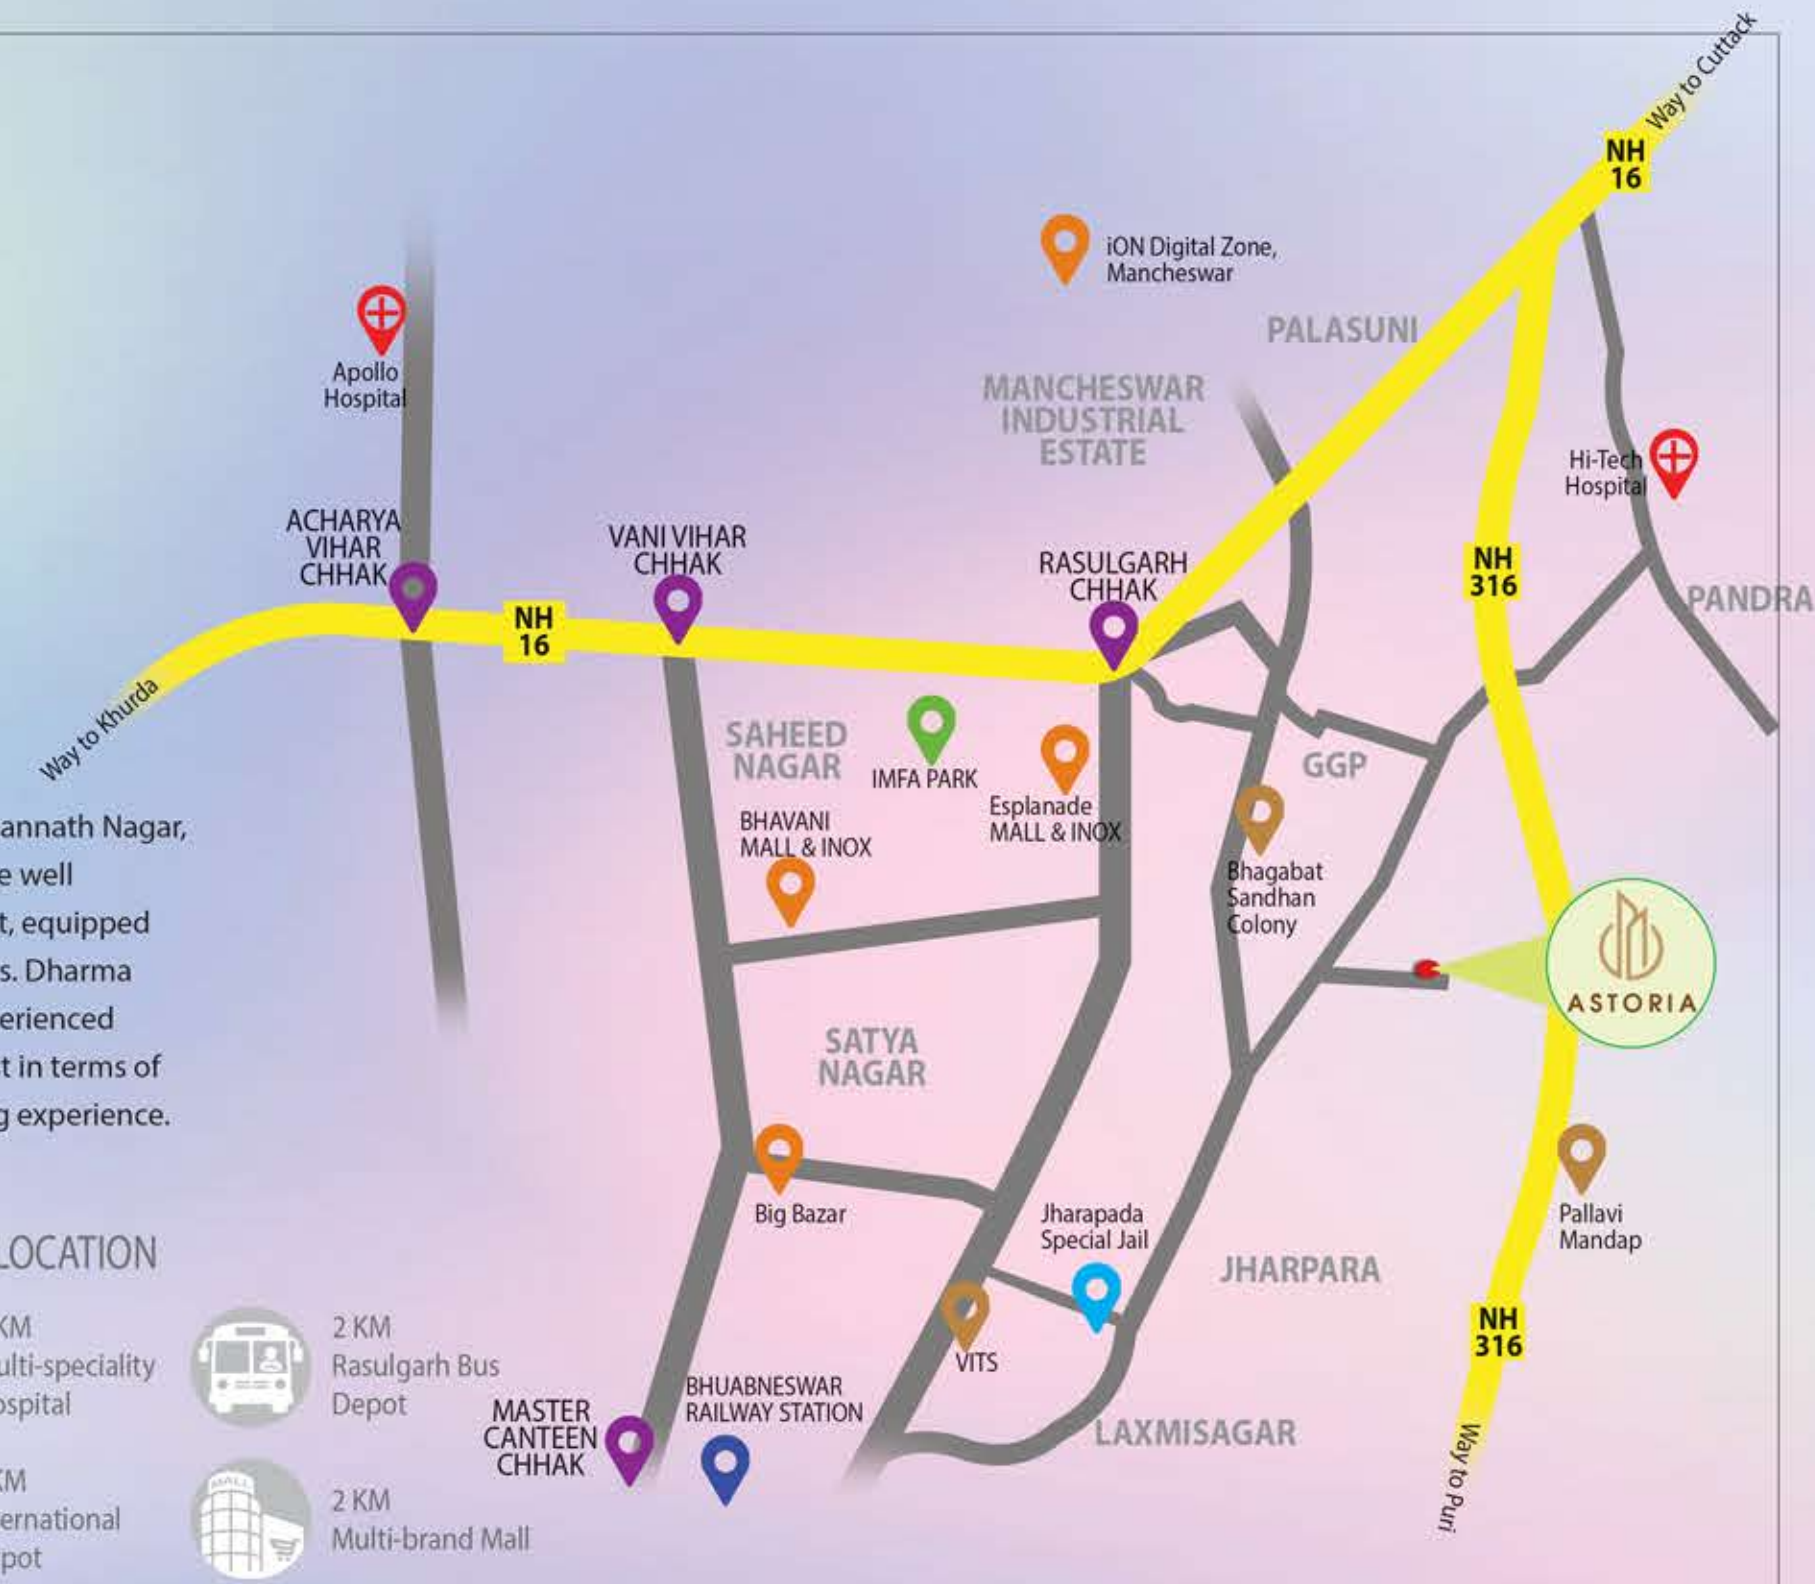 Way to Cuttack
NH
16
iON Digital Zone,
Mancheswar
PALASUNI
Apollo
Hospital
MANCHESWAR
INDUSTRIAL
ESTATE
Hi-Tech
Hospital
ACHARYA
VIHAR
CHHAK
VANI VIHAR
CHHAK
RASULGARH
CHHAK
NH
316
PANDRA
NH
16
Way to Khurda
SAHEED
NAGAR
IMFA PARK
GGP
Esplanade
MALL & INOX
BHAVANI
MALL & INOX
Bhagabat
Sandhan
Colony
annath Nagar,
e well
t, equipped
s. Dharma
erienced
t in terms of
g experience.
ASTORIA
SATYA
NAGAR
Big Bazar
Jharapada
Special Jail
Pallavi
Mandap
JHARPARA
NH
316
VITS
LOCATION
KM
ulti-speciality
ospital
2 KM
Rasulgarh Bus
Depot
BHUABNESWAR
RAILWAY STATION
MASTER
CANTEEN
CHHAK
LAXMISAGAR
Way to Puri
KM
ernational
pot
MALL
2 KM
Multi-brand Mall